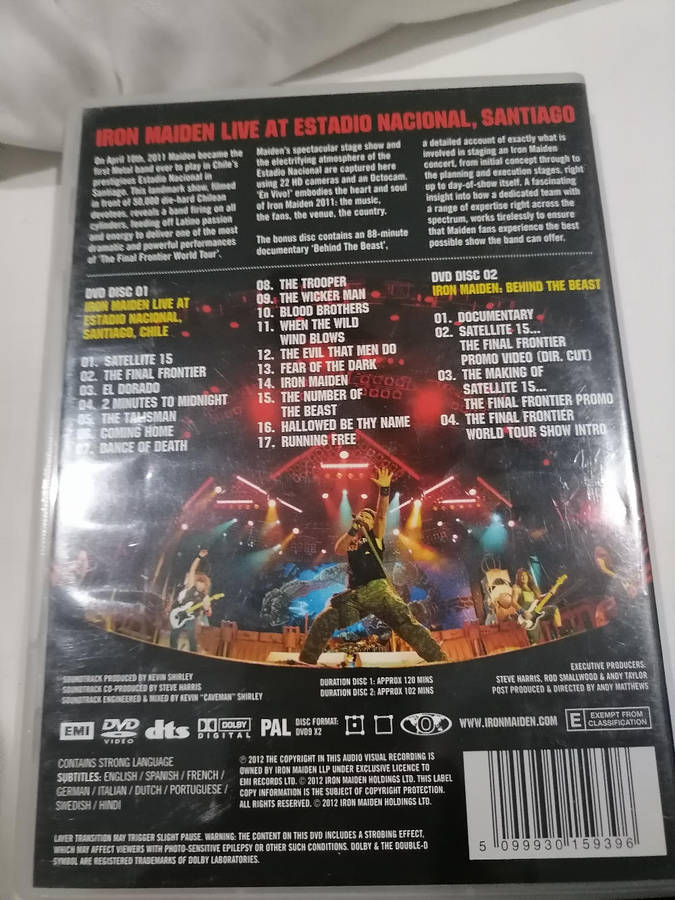 IRON MAIDEN LIVE AT ESTADIO NACIONAL, SANTIAGO
On April 10th, 2011 Maiden became the
first Metal band ever to play in Chile's
prestigious Estadio Nacional in
Santiago. This landmark show, filmed
in front of 50,000 die-hard Chilean
devotees, reveals a band firing on all
cylinders, feeding off Latino passion
and energy to deliver one of the most
dramatic and powerful performances
of 'The Final Frontier World Tour'.
Maiden's spectacular stage show and
the electrifying atmosphere of the
Estadio Nacional are captured here
using 22 HD cameras and an Octocam.
'En Vivo!' embodies the heart and soul
of Iron Maiden 2011: the music,
the fans, the venue, the country.
The bonus disc contains an 88-minute
documentary 'Behind The Beast',
a detailed account of exactly what is
involved in staging an Iron Maiden
concert, from initial concept through to
the planning and execution stages, right
up to day-of-show itself. A fascinating
insight into how a dedicated team with
a range of expertise right across the
spectrum, works tirelessly to ensure
that Maiden fans experience the best
possible show the band can offer.
DVD DISC 01
IRON MAIDEN LIVE AT
ESTADIO NACIONAL,
SANTIAGO, CHILE
01. SATELLITE 15
02. THE FINAL FRONTIER
03. EL DORADO
04. 2 MINUTES TO MIDNIGHT
05. THE TALISMAN
06. COMING HOME
07. DANCE OF DEATH
08. THE TROOPER
09. THE WICKER MAN
10. BLOOD BROTHERS
11. WHEN THE WILD
WIND BLOWS
12. THE EVIL THAT MEN DO
13. FEAR OF THE DARK
14. IRON MAIDEN
15. THE NUMBER OF
THE BEAST
16. HALLOWED BE THY NAME
17. RUNNING FREE
DVD DISC 02
IRON MAIDEN: BEHIND THE BEAST
01. DOCUMENTARY
02. SATELLITE 15...
THE FINAL FRONTIER
PROMO VIDEO (DIR. CUT)
03. THE MAKING OF
SATELLITE 15...
THE FINAL FRONTIER PROMO
04. THE FINAL FRONTIER
WORLD TOUR SHOW INTRO
SOUNDTRACK PRODUCED BY KEVIN SHIRLEY
SOUNDTRACK CO-PRODUCED BY STEVE HARRIS
SOUNDTRACK ENGINEERED & MIXED BY KEVIN "CAVEMAN" SHIRLEY
DURATION DISC 1: APPROX 120 MINS
DURATION DISC 2: APPROX 102 MINS
EXECUTIVE PRODUCERS:
STEVE HARRIS, ROD SMALLWOOD & ANDY TAYLOR
POST PRODUCED & DIRECTED BY ANDY MATTHEWS
EMI DVD VIDEO dts DOLBY DIGITAL PAL DISC FORMAT: DVD9 X2 0 WWW.IRONMAIDEN.COM E EXEMPT FROM CLASSIFICATION
CONTAINS STRONG LANGUAGE
SUBTITLES: ENGLISH / SPANISH / FRENCH /
GERMAN / ITALIAN / DUTCH / PORTUGUESE /
SWEDISH / HINDI
℗ 2012 THE COPYRIGHT IN THIS AUDIO VISUAL RECORDING IS
OWNED BY IRON MAIDEN LLP UNDER EXCLUSIVE LICENCE TO
EMI RECORDS LTD. © 2012 IRON MAIDEN HOLDINGS LTD. THIS LABEL
COPY INFORMATION IS THE SUBJECT OF COPYRIGHT PROTECTION.
ALL RIGHTS RESERVED. © 2012 IRON MAIDEN HOLDINGS LTD.
LAYER TRANSITION MAY TRIGGER SLIGHT PAUSE. WARNING: THE CONTENT ON THIS DVD INCLUDES A STROBING EFFECT,
WHICH MAY AFFECT VIEWERS WITH PHOTO-SENSITIVE EPILEPSY OR OTHER SUCH CONDITIONS. DOLBY & THE DOUBLE-D
SYMBOL ARE REGISTERED TRADEMARKS OF DOLBY LABORATORIES.
5 099930 159396